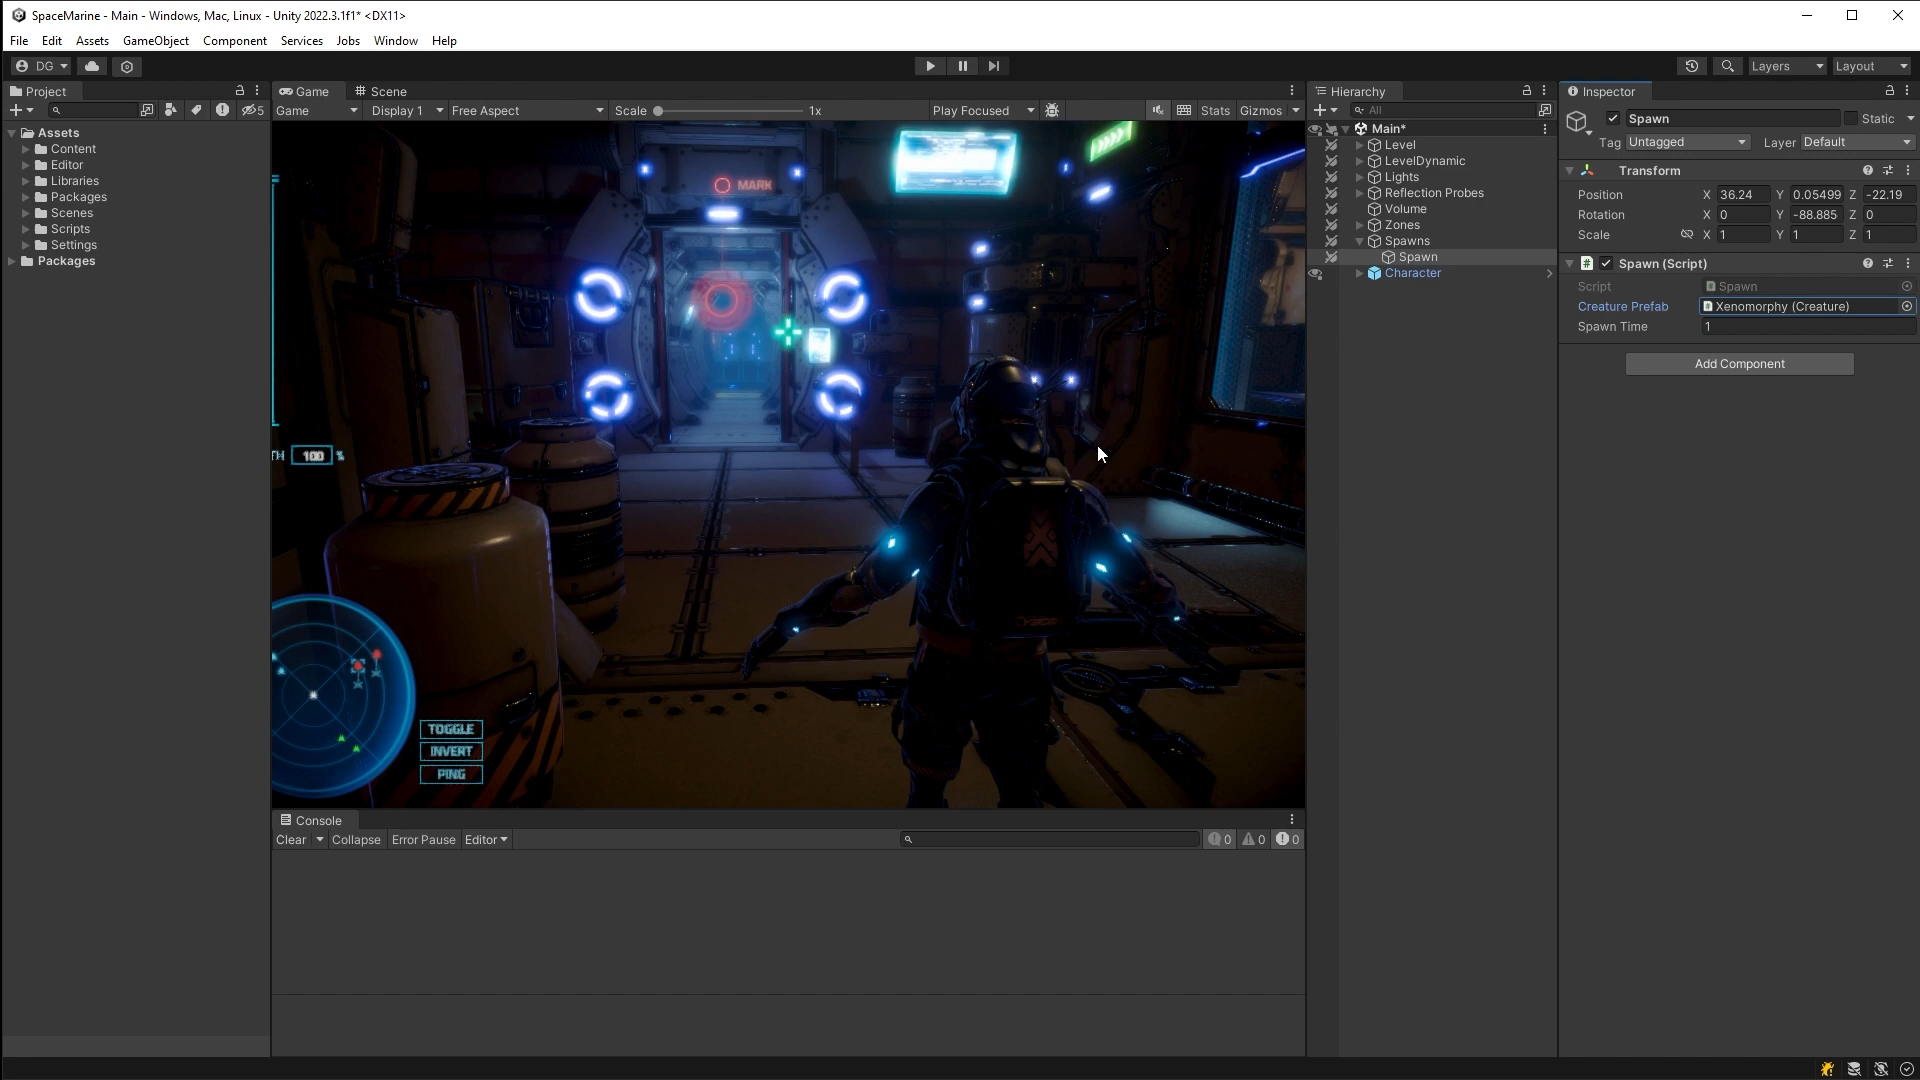 SpaceMarine - Main - Windows, Mac, Linux - Unity 2022.3.1f1* <DX11>
File Edit Assets GameObject Component Services Jobs Window Help
DG
Layers
Layout
Project
5
Assets
Content
Editor
Libraries
Packages
Scenes
Scripts
Settings
Packages
Game
Scene
Game
Display 1
Free Aspect
Scale
1x
Play Focused
Stats
Gizmos
MARK
TH 100 %
TOGGLE
INVERT
PING
Console
Clear
Collapse
Error Pause
Editor
0
0
0
Hierarchy
All
Main*
Level
LevelDynamic
Lights
Reflection Probes
Volume
Zones
Spawns
Spawn
Character
Inspector
Spawn
Static
Tag Untagged
Layer Default
Transform
Position X 36.24 Y 0.05499 Z -22.19
Rotation X 0 Y -88.885 Z 0
Scale X 1 Y 1 Z 1
Spawn (Script)
Script Spawn
Creature Prefab Xenomorphy (Creature)
Spawn Time 1
Add Component